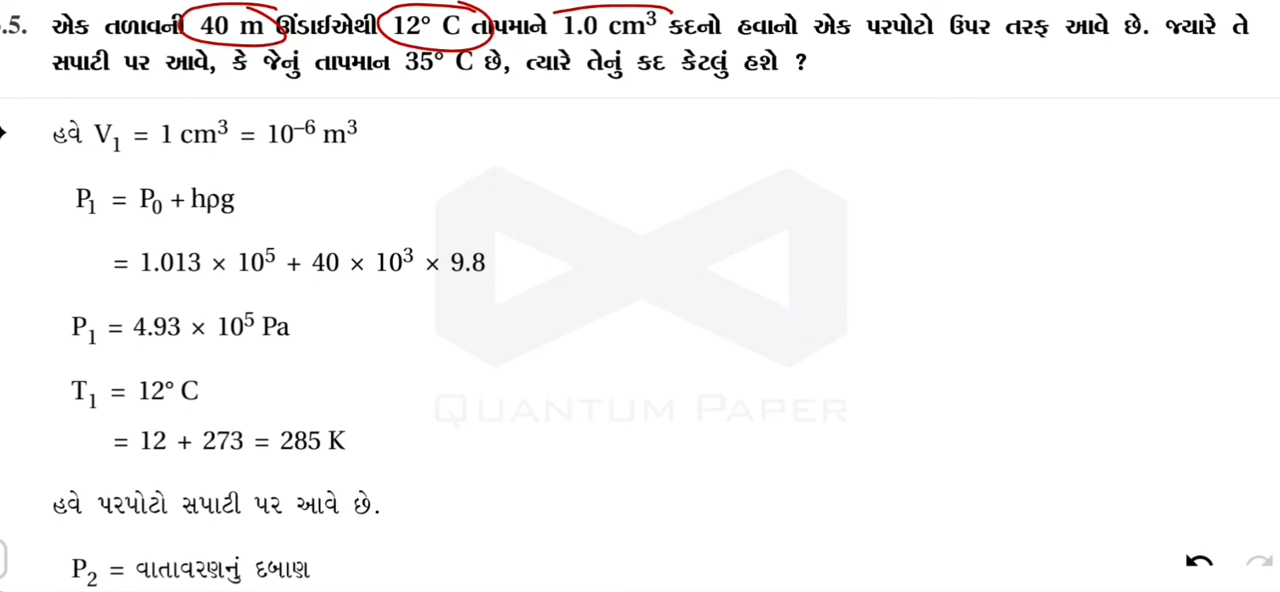 .5. એક તળાવની 40 m ઊંડાઈએથી 12° C તાપમાને 1.0 cm³ કદનો હવાનો એક પરપોટો ઉપર તરફ આવે છે. જ્યારે તે
સપાટી પર આવે, કે જેનું તાપમાન 35° C છે, ત્યારે તેનું કદ કેટલું હશે ?
હવે V₁ = 1 cm³ = 10⁻⁶ m³
P₁ = P₀ + hρg
= 1.013 × 10⁵ + 40 × 10³ × 9.8
P₁ = 4.93 × 10⁵ Pa
T₁ = 12° C
QUANTUM PAPER
= 12 + 273 = 285 K
હવે પરપોટો સપાટી પર આવે છે.
P₂ = વાતાવરણનું દબાણ